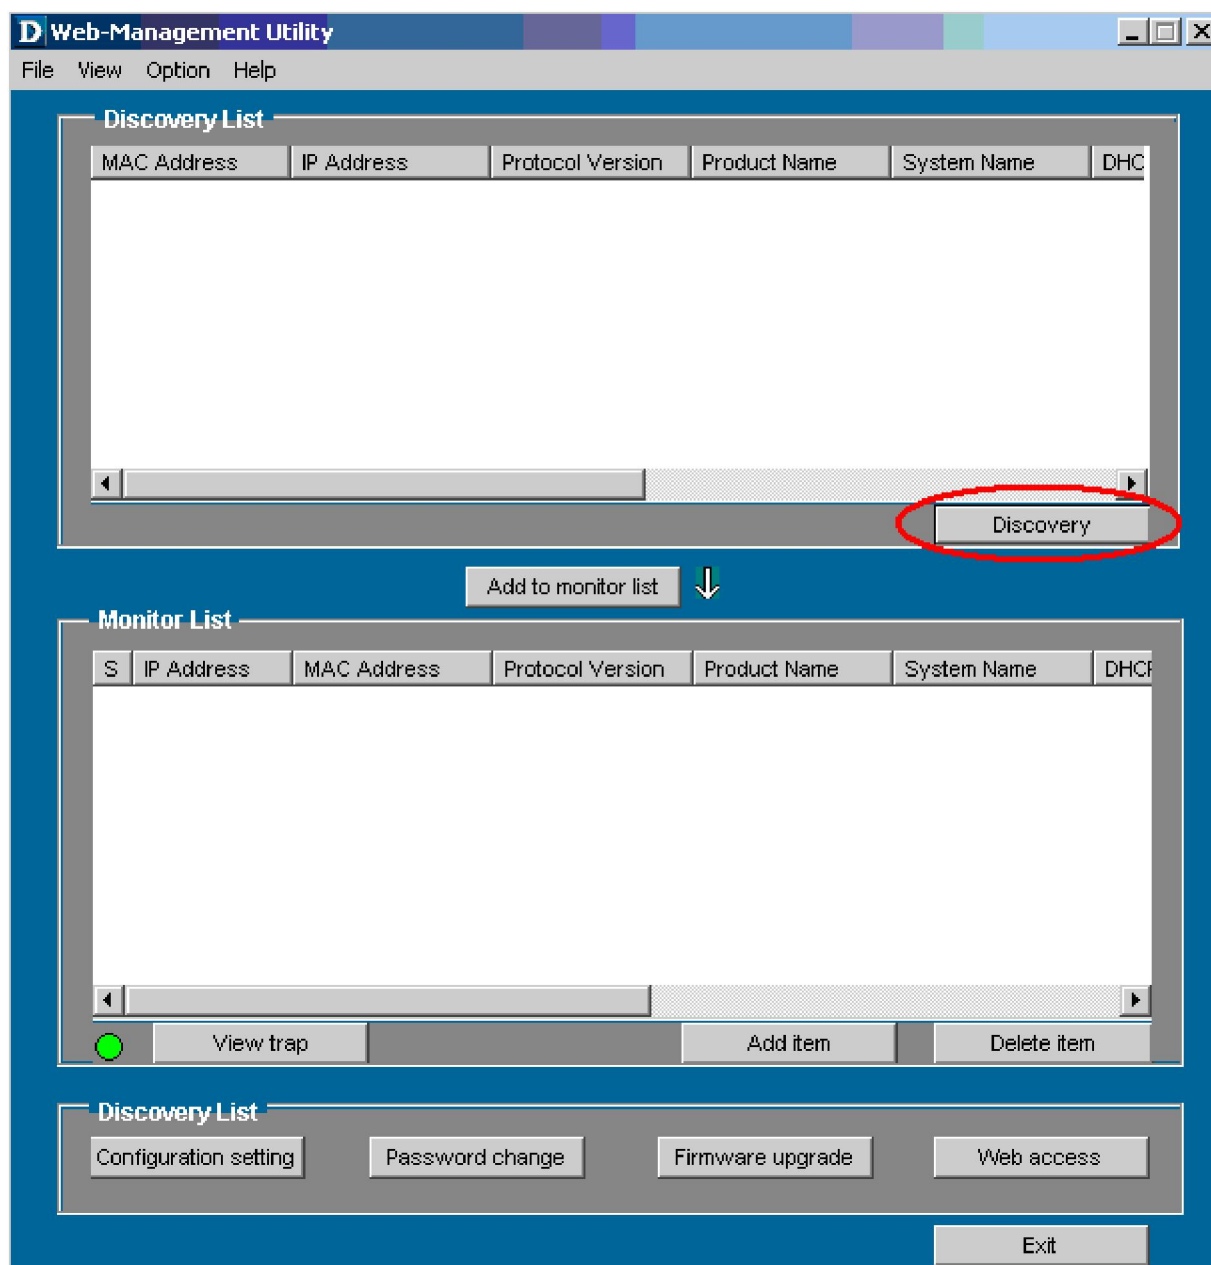 D Web-Management Utility
File View Option Help
Discovery List
MAC Address IP Address Protocol Version Product Name System Name DHC
Discovery
Add to monitor list
Monitor List
S IP Address MAC Address Protocol Version Product Name System Name DHCP
View trap Add item Delete item
Discovery List
Configuration setting Password change Firmware upgrade Web access
Exit